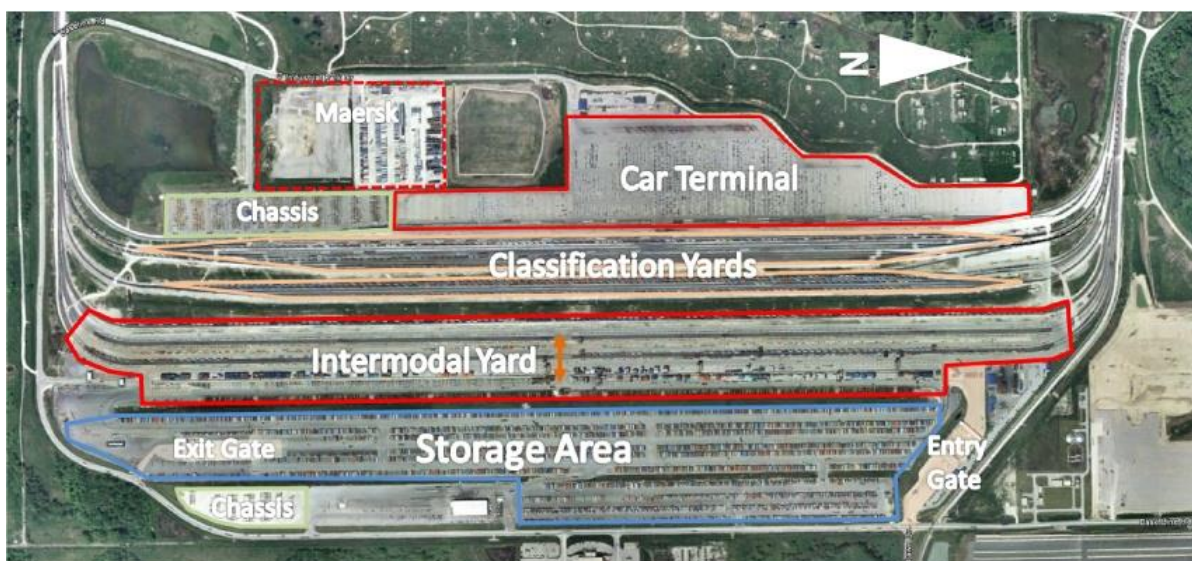 N
Maersk
Car Terminal
Chassis
Classification Yards
Intermodal Yard
Storage Area
Exit Gate
Entry
Gate
Chassis